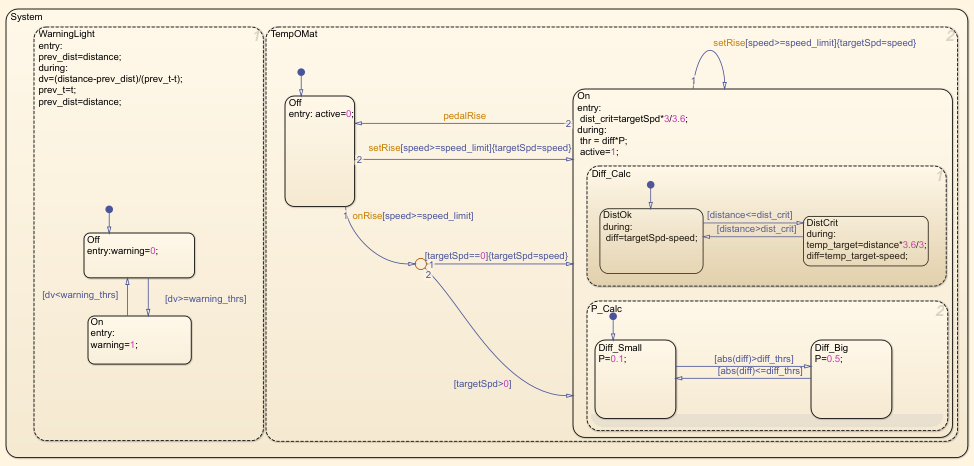 System
WarningLight
1
entry:
prev_dist=distance;
during:
dv=(distance-prev_dist)/(prev_t-t);
prev_t=t;
prev_dist=distance;
Off
entry:warning=0;
[dv<warning_thrs]
[dv>=warning_thrs]
On
entry:
warning=1;
TempOMat
2
setRise[speed>=speed_limit]{targetSpd=speed}
1
Off
entry: active=0;
pedalRise
2
setRise[speed>=speed_limit]{targetSpd=speed}
2
1
onRise[speed>=speed_limit]
[targetSpd==0]{targetSpd=speed}
1
2
[targetSpd>0]
On
entry:
dist_crit=targetSpd*3/3.6;
during:
thr = diff*P;
active=1;
Diff_Calc
1
DistOk
during:
diff=targetSpd-speed;
[distance<=dist_crit]
[distance>dist_crit]
DistCrit
during:
temp_target=distance*3.6/3;
diff=temp_target-speed;
P_Calc
2
Diff_Small
P=0.1;
[abs(diff)>diff_thrs]
[abs(diff)<=diff_thrs]
Diff_Big
P=0.5;